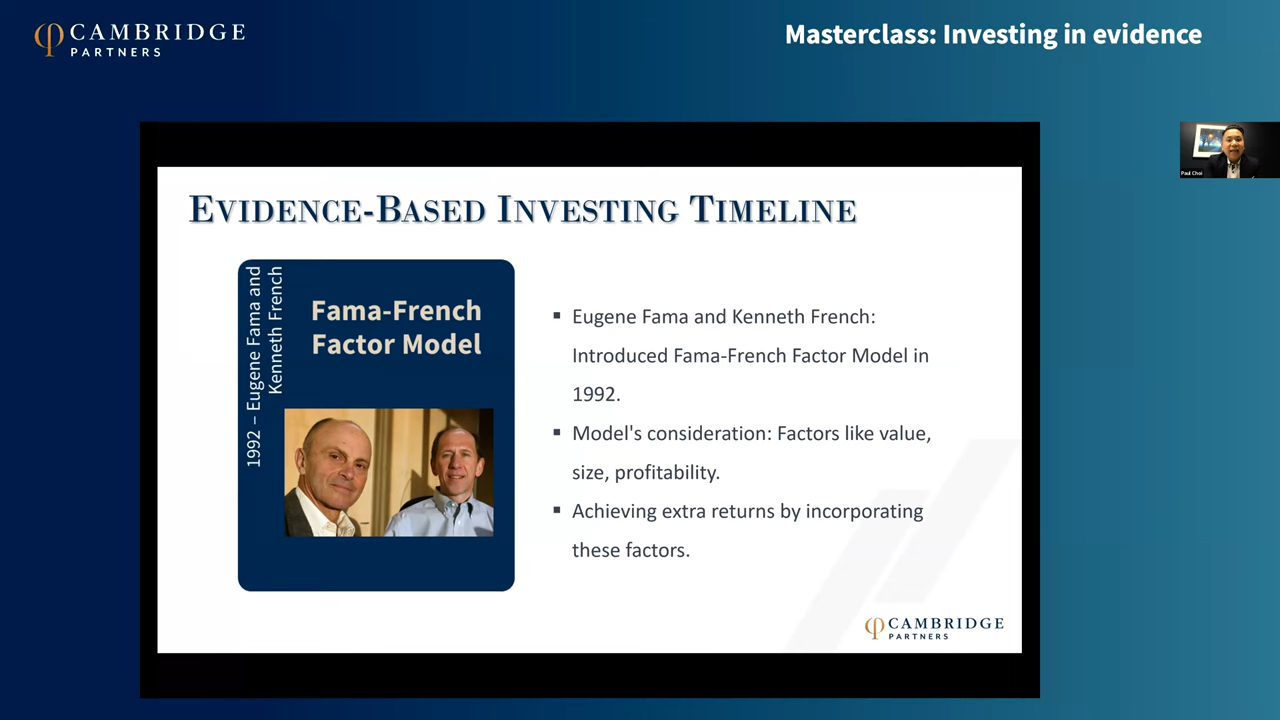 CAMBRIDGE
PARTNERS
Masterclass: Investing in evidence
Paul Choi
EVIDENCE-BASED INVESTING TIMELINE
1992 – Eugene Fama and
Kenneth French
Fama-French
Factor Model
▪ Eugene Fama and Kenneth French:
Introduced Fama-French Factor Model in
1992.
▪ Model's consideration: Factors like value,
size, profitability.
▪ Achieving extra returns by incorporating
these factors.
CAMBRIDGE
PARTNERS